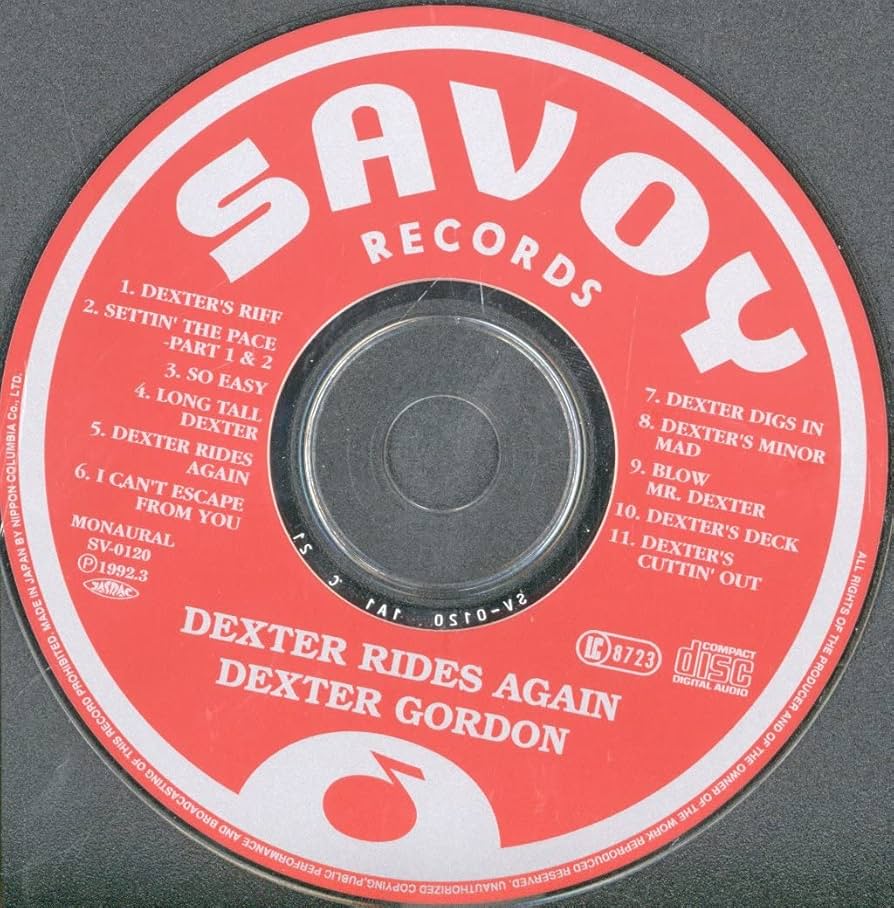 SAVOY
RECORDS
1. DEXTER'S RIFF
2. SETTIN' THE PACE
-PART 1 & 2
3. SO EASY
4. LONG TALL
DEXTER
5. DEXTER RIDES
AGAIN
6. I CAN'T ESCAPE
FROM YOU
MONAURAL
SV-0120
Ⓟ1992.3
JASRAC
7. DEXTER DIGS IN
8. DEXTER'S MINOR
MAD
9. BLOW
MR. DEXTER
10. DEXTER'S DECK
11. DEXTER'S
CUTTIN' OUT
SV-0120 1A1 C 21
DEXTER RIDES AGAIN
DEXTER GORDON
LC 8723
COMPACT
disc
DIGITAL AUDIO
ALL RIGHTS OF THE PRODUCER AND OF THE OWNER OF THE WORK REPRODUCED RESERVED. UNAUTHORIZED COPYING,PUBLIC PERFORMANCE AND BROADCASTING OF THIS RECORD PROHIBITED. MADE IN JAPAN BY NIPPON COLUMBIA Co., LTD.